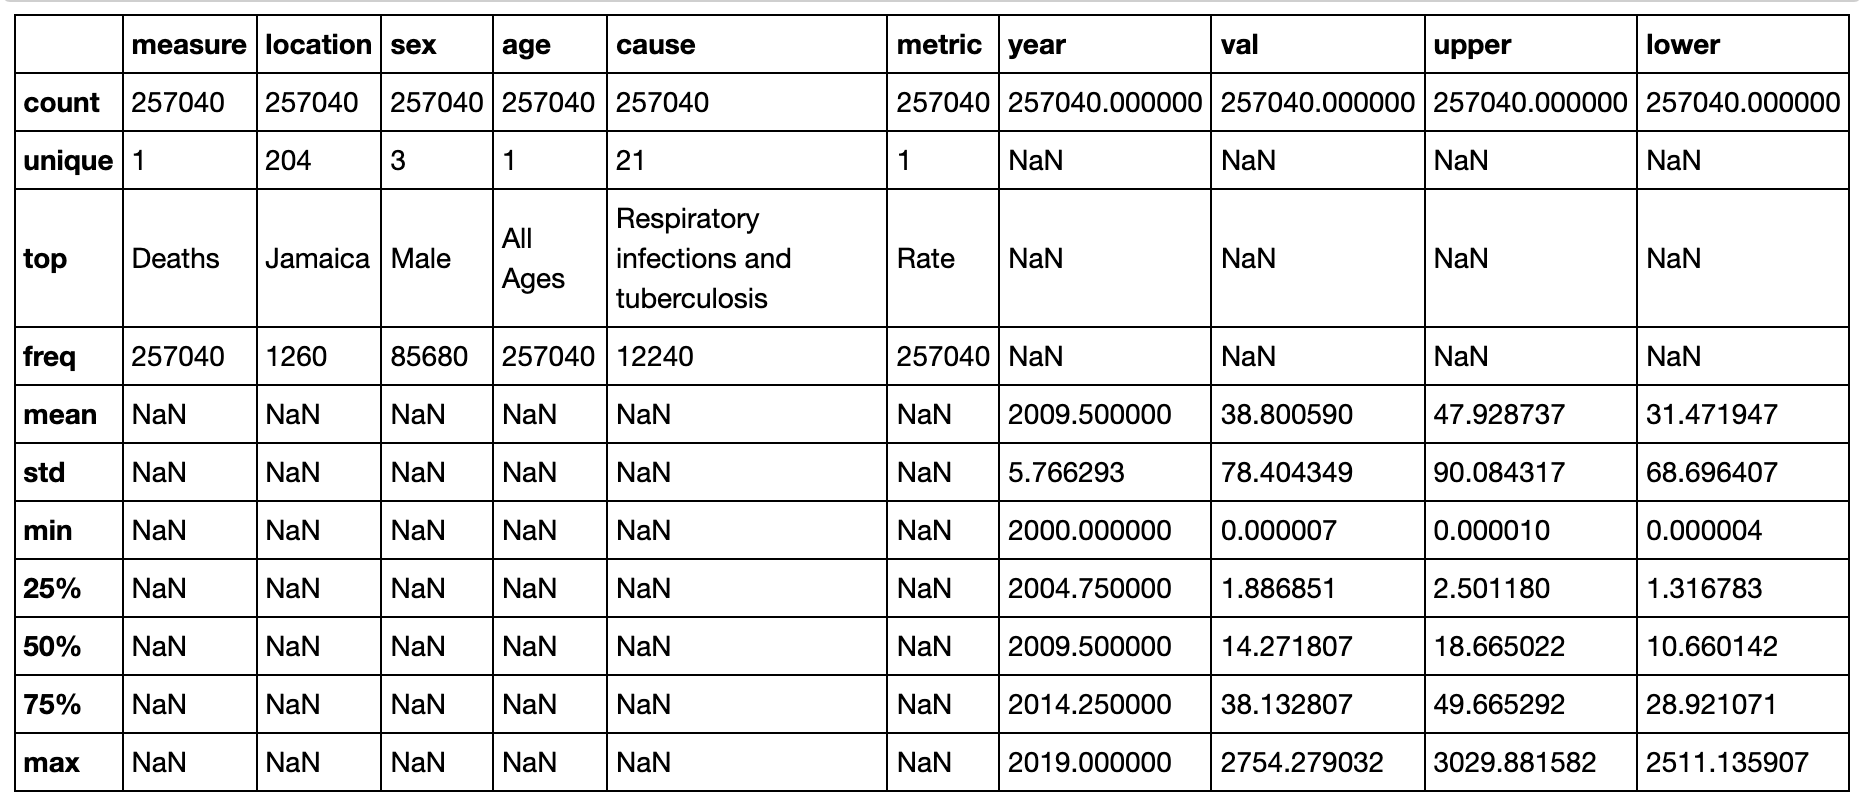 measure location sex age cause metric year val upper lower
count 257040 257040 257040 257040 257040 257040 257040.000000 257040.000000 257040.000000 257040.000000
unique 1 204 3 1 21 1 NaN NaN NaN NaN
top Deaths Jamaica Male All Ages Respiratory infections and tuberculosis Rate NaN NaN NaN NaN
freq 257040 1260 85680 257040 12240 257040 NaN NaN NaN NaN
mean NaN NaN NaN NaN NaN NaN 2009.500000 38.800590 47.928737 31.471947
std NaN NaN NaN NaN NaN NaN 5.766293 78.404349 90.084317 68.696407
min NaN NaN NaN NaN NaN NaN 2000.000000 0.000007 0.000010 0.000004
25% NaN NaN NaN NaN NaN NaN 2004.750000 1.886851 2.501180 1.316783
50% NaN NaN NaN NaN NaN NaN 2009.500000 14.271807 18.665022 10.660142
75% NaN NaN NaN NaN NaN NaN 2014.250000 38.132807 49.665292 28.921071
max NaN NaN NaN NaN NaN NaN 2019.000000 2754.279032 3029.881582 2511.135907